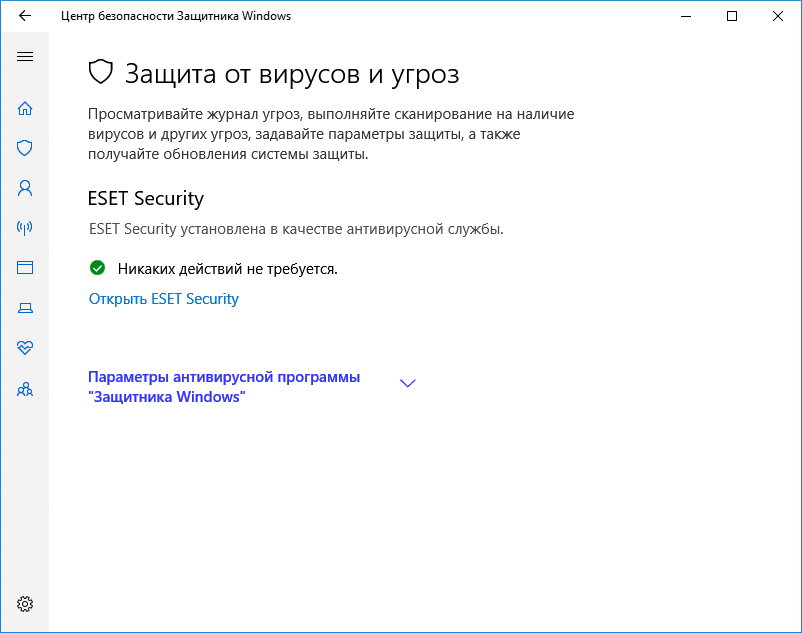 Центр безопасности Защитника Windows
Защита от вирусов и угроз
Просматривайте журнал угроз, выполняйте сканирование на наличие
вирусов и других угроз, задавайте параметры защиты, а также
получайте обновления системы защиты.
ESET Security
ESET Security установлена в качестве антивирусной службы.
Никаких действий не требуется.
Открыть ESET Security
Параметры антивирусной программы
"Защитника Windows"